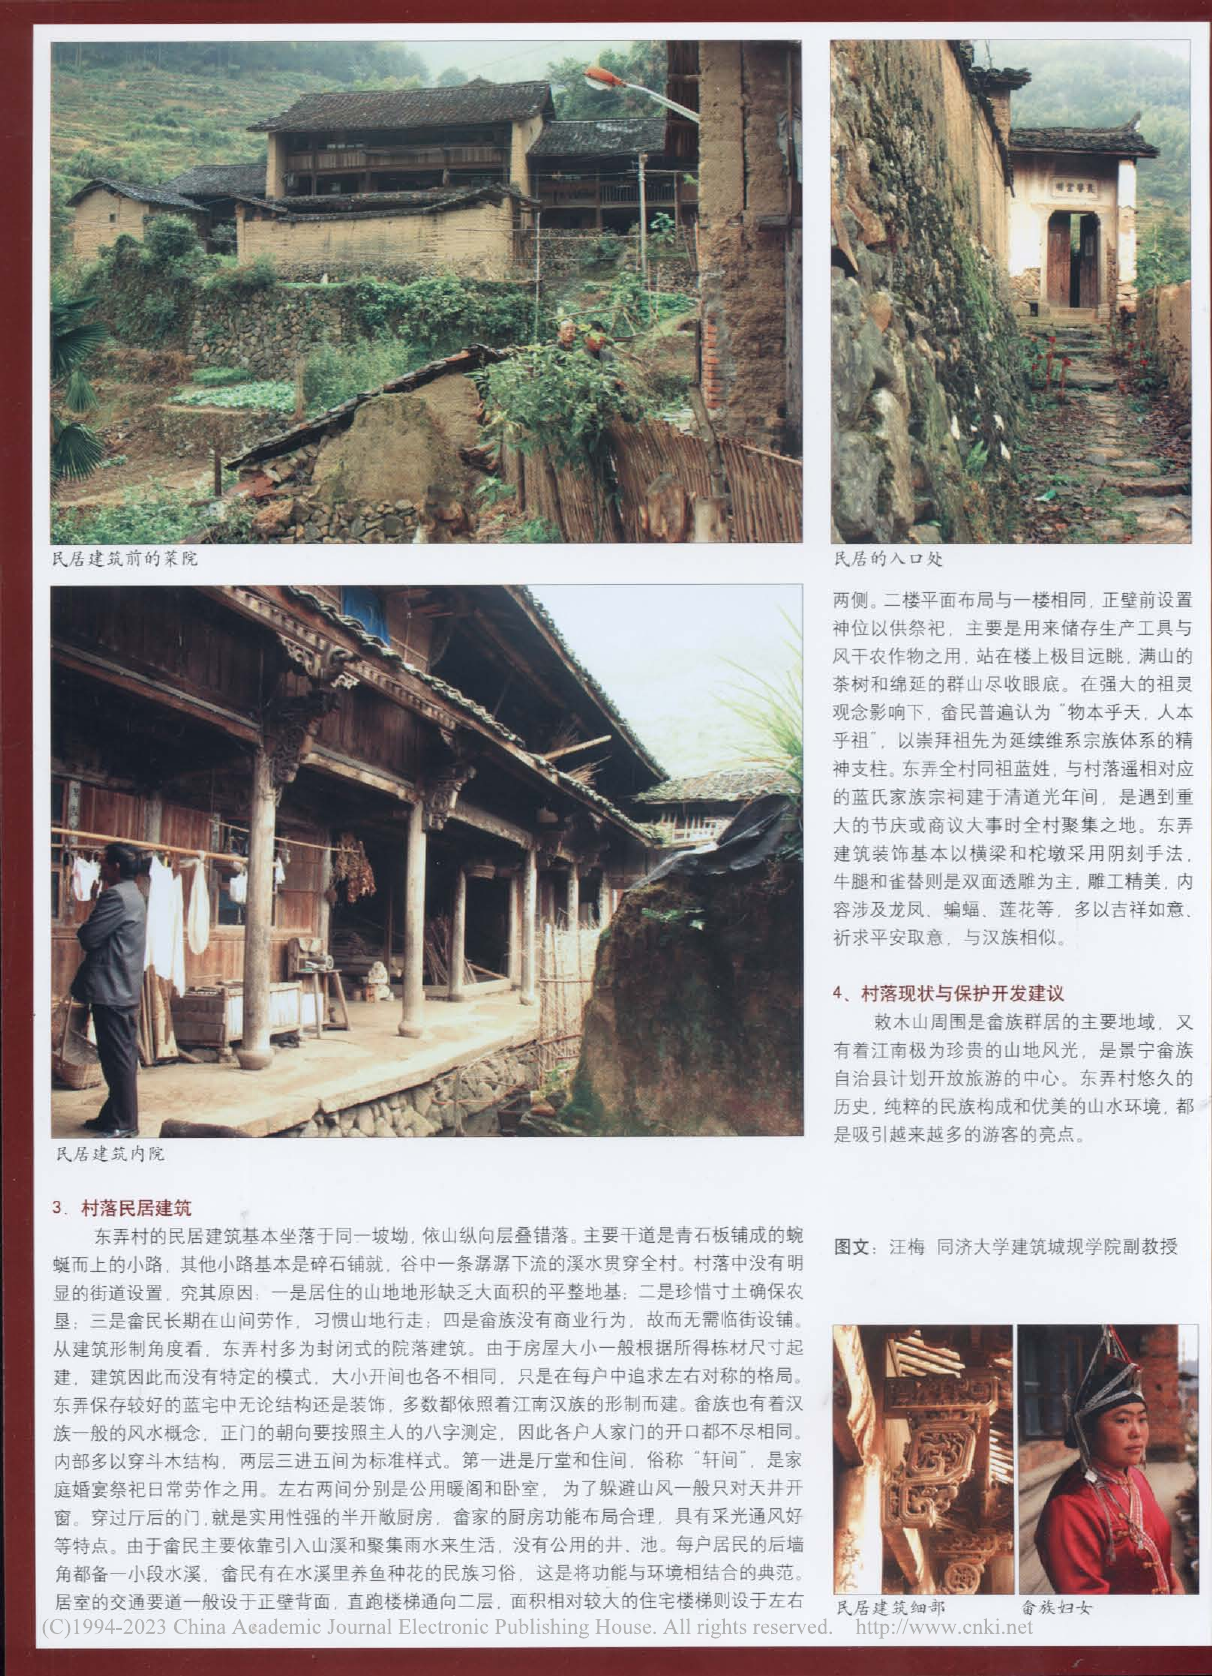 民居建筑前的菜院
民居的入口处
民居建筑内院
3. 村落民居建筑
东弄村的民居建筑基本坐落于同一坡坳，依山纵向层叠错落。主要干道是青石板铺成的蜿
蜒而上的小路，其他小路基本是碎石铺就，谷中一条潺潺下流的溪水贯穿全村。村落中没有明
显的街道设置，究其原因：一是居住的山地地形缺乏大面积的平整地基；二是珍惜寸土确保农
垦；三是畲民长期在山间劳作，习惯山地行走；四是畲族没有商业行为，故而无需临街设铺。
从建筑形制角度看，东弄村多为封闭式的院落建筑。由于房屋大小一般根据所得栋材尺寸起
建，建筑因此而没有特定的模式，大小开间也各不相同，只是在每户中追求左右对称的格局。
东弄保存较好的蓝宅中无论结构还是装饰，多数都依照着江南汉族的形制而建。畲族也有着汉
族一般的风水概念，正门的朝向要按照主人的八字测定，因此各户人家门的开口都不尽相同。
内部多以穿斗木结构，两层三进五间为标准样式。第一进是厅堂和住间，俗称“轩间”，是家
庭婚宴祭祀日常劳作之用。左右两间分别是公用暖阁和卧室，为了躲避山风一般只对天井开
窗。穿过厅后的门，就是实用性强的半开敞厨房，畲家的厨房功能布局合理，具有采光通风好
等特点。由于畲民主要依靠引入山溪和聚集雨水来生活，没有公用的井、池。每户居民的后墙
角都备一小段水溪，畲民有在水溪里养鱼种花的民族习俗，这是将功能与环境相结合的典范。
居室的交通要道一般设于正壁背面，直跑楼梯通向二层，面积相对较大的住宅楼梯则设于左右
两侧。二楼平面布局与一楼相同，正壁前设置
神位以供祭祀，主要是用来储存生产工具与
风干农作物之用，站在楼上极目远眺，满山的
茶树和绵延的群山尽收眼底。在强大的祖灵
观念影响下，畲民普遍认为“物本乎天，人本
乎祖”，以崇拜祖先为延续维系宗族体系的精
神支柱。东弄全村同祖蓝姓，与村落遥相对应
的蓝氏家族宗祠建于清道光年间，是遇到重
大的节庆或商议大事时全村聚集之地。东弄
建筑装饰基本以横梁和柁墩采用阴刻手法，
牛腿和雀替则是双面透雕为主，雕工精美，内
容涉及龙凤、蝙蝠、莲花等，多以吉祥如意、
祈求平安取意，与汉族相似。
4、村落现状与保护开发建议
敕木山周围是畲族群居的主要地域，又
有着江南极为珍贵的山地风光，是景宁畲族
自治县计划开放旅游的中心。东弄村悠久的
历史，纯粹的民族构成和优美的山水环境，都
是吸引越来越多的游客的亮点。
图文：汪梅 同济大学建筑城规学院副教授
民居建筑细部
畲族妇女
(C)1994-2023 China Academic Journal Electronic Publishing House. All rights reserved. http://www.cnki.net